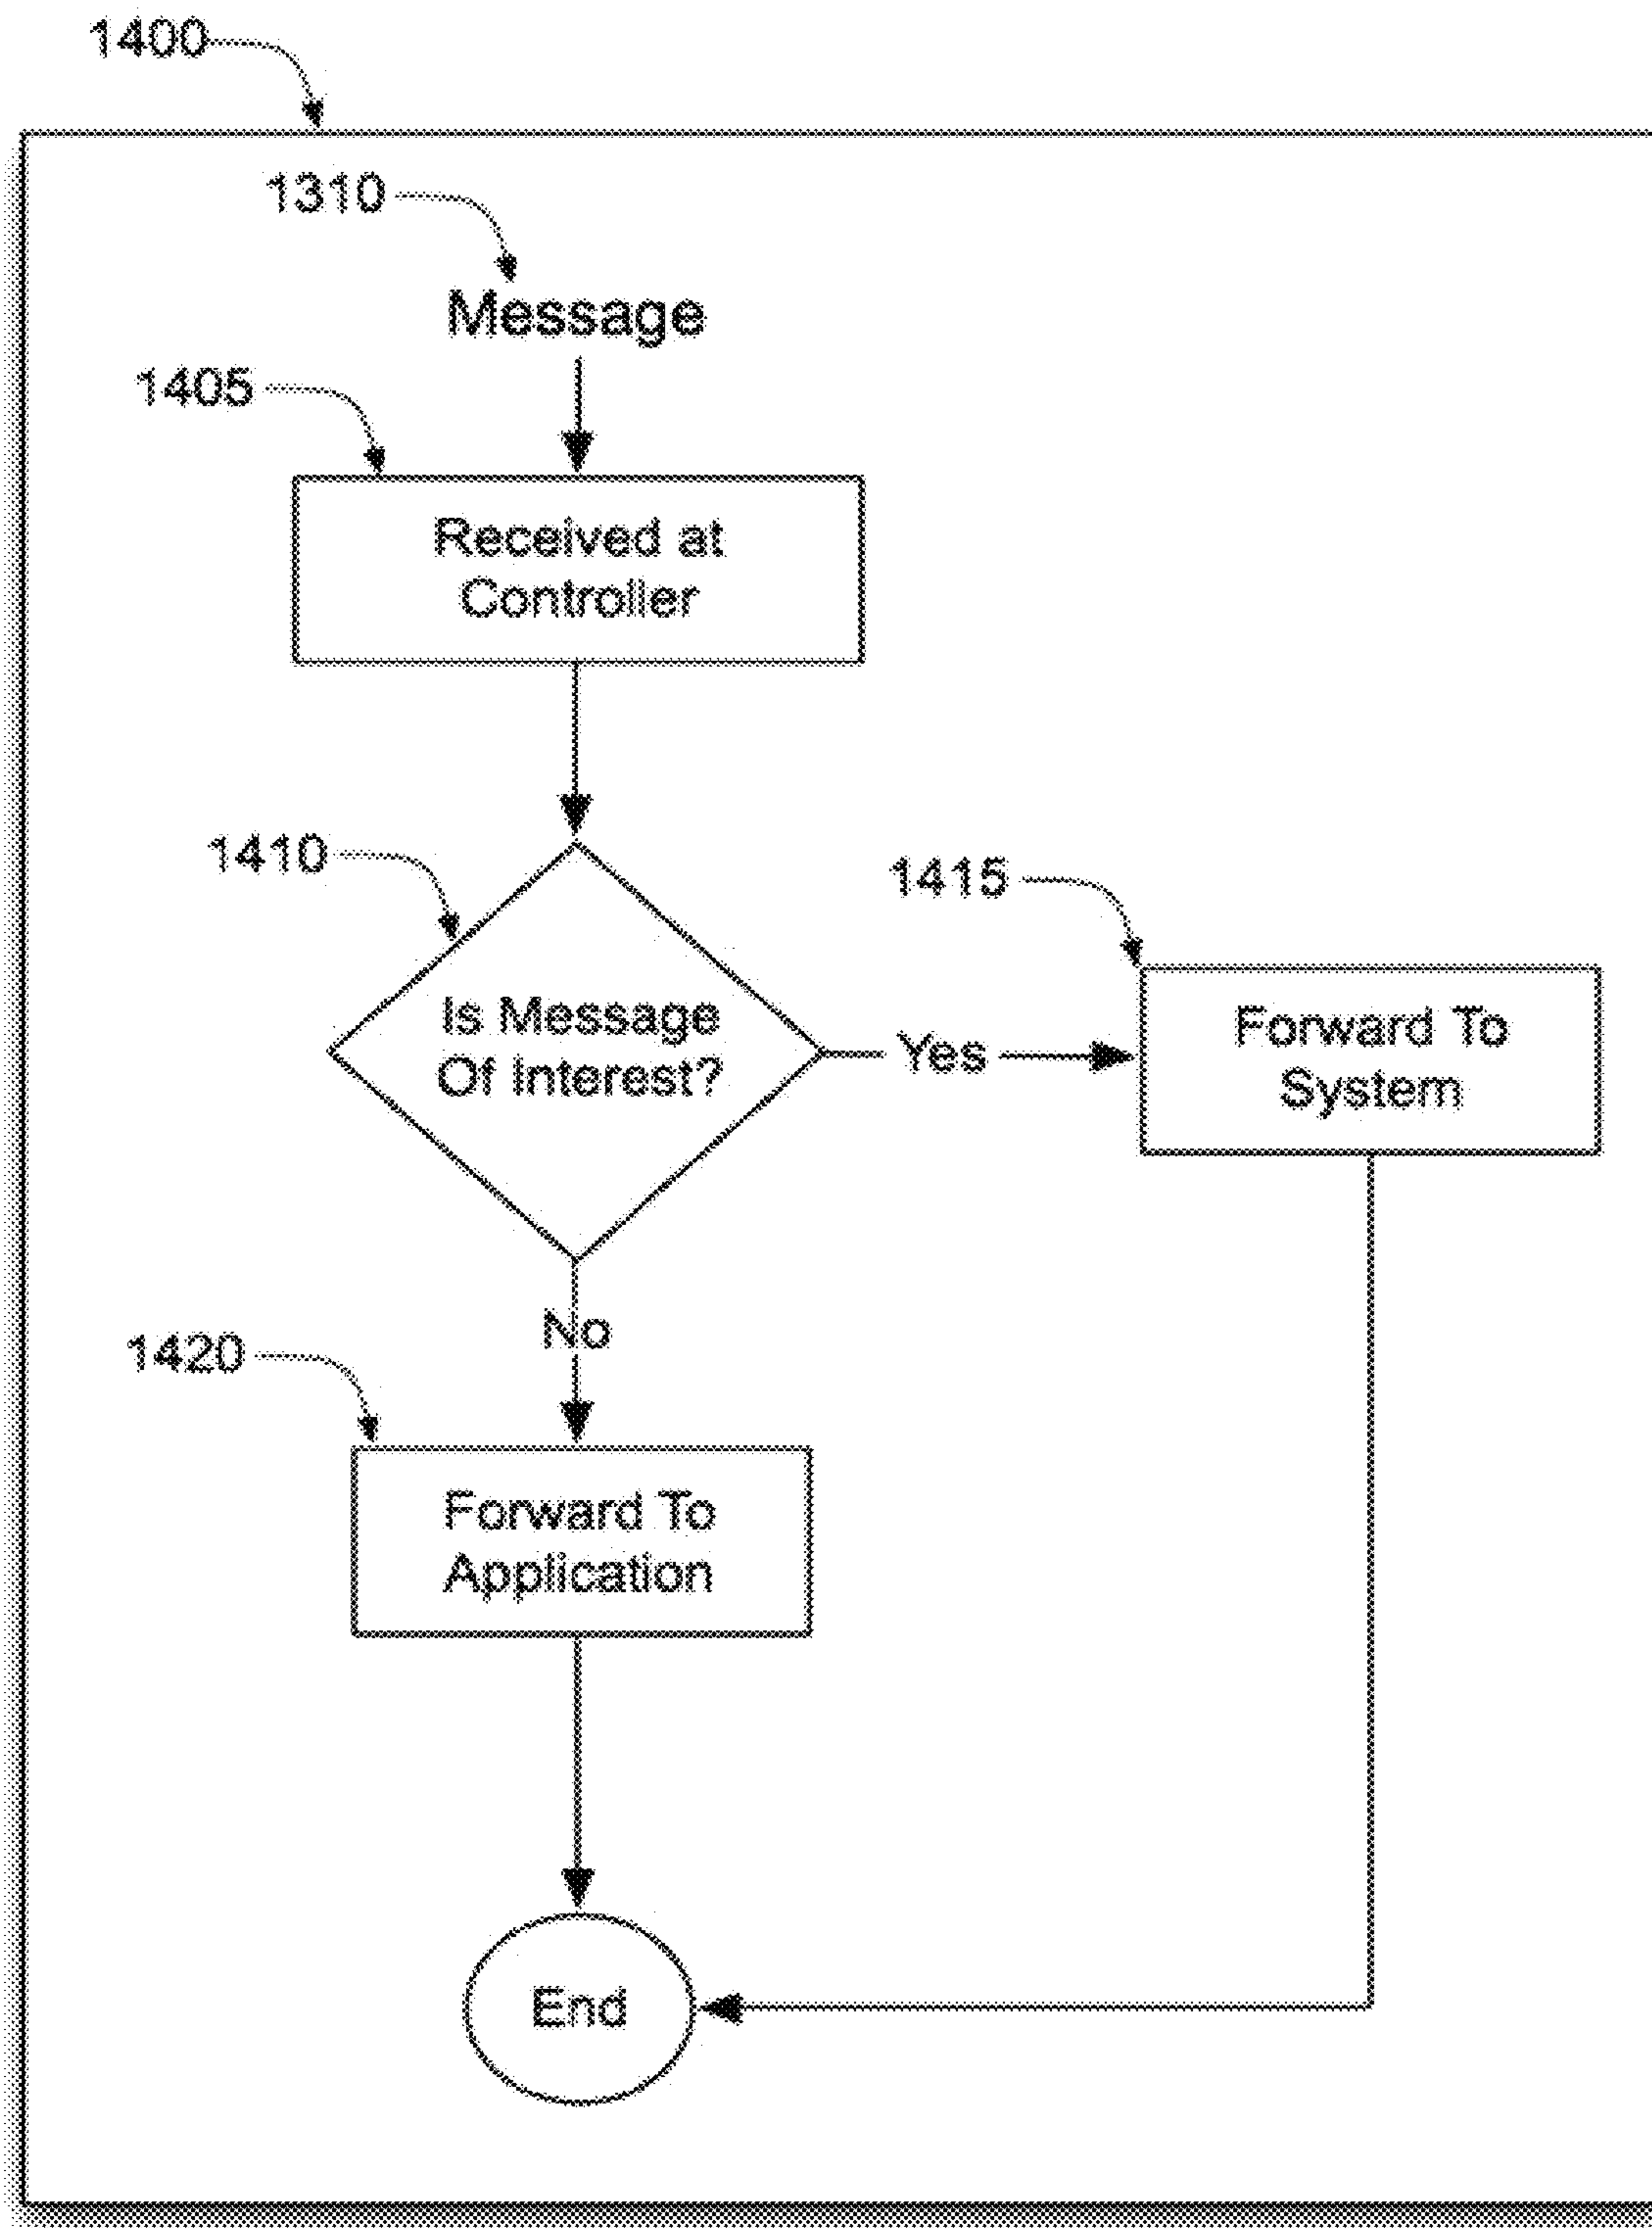 1400
1310
Message
1405
Received at
Controller
1410
Is Message
Of Interest?
Yes
1415
Forward To
System
No
1420
Forward To
Application
End